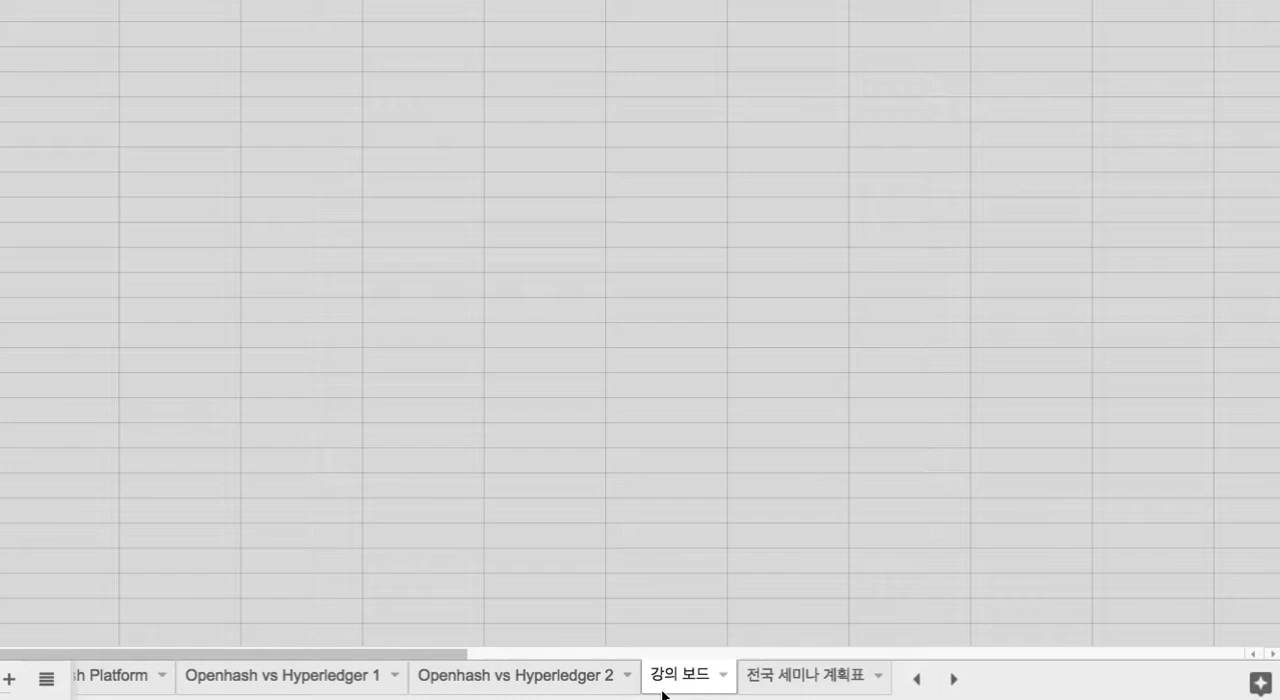 sh Platform Openhash vs Hyperledger 1 Openhash vs Hyperledger 2 강의 보드 전국 세미나 계획표